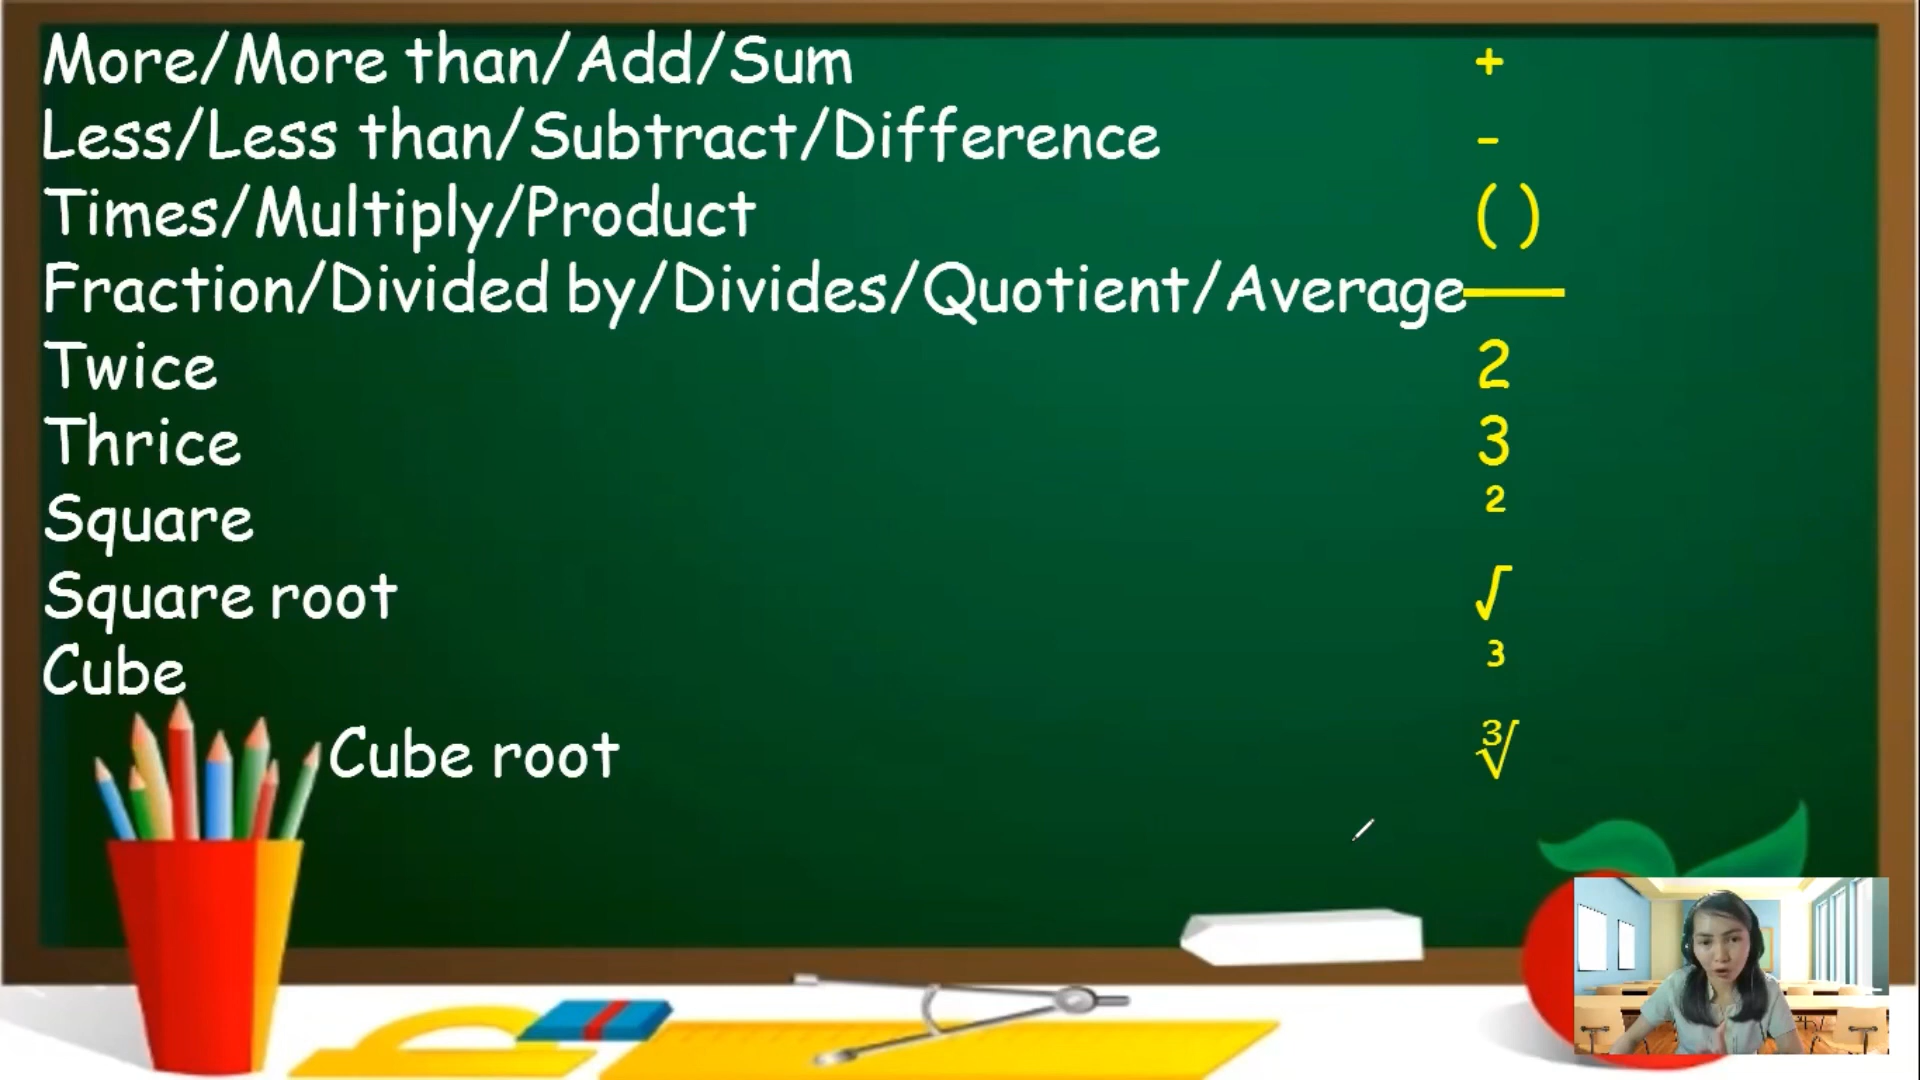 More/More than/Add/Sum +
Less/Less than/Subtract/Difference -
Times/Multiply/Product ( )
Fraction/Divided by/Divides/Quotient/Average —
Twice 2
Thrice 3
Square ²
Square root √
Cube ³
Cube root ∛